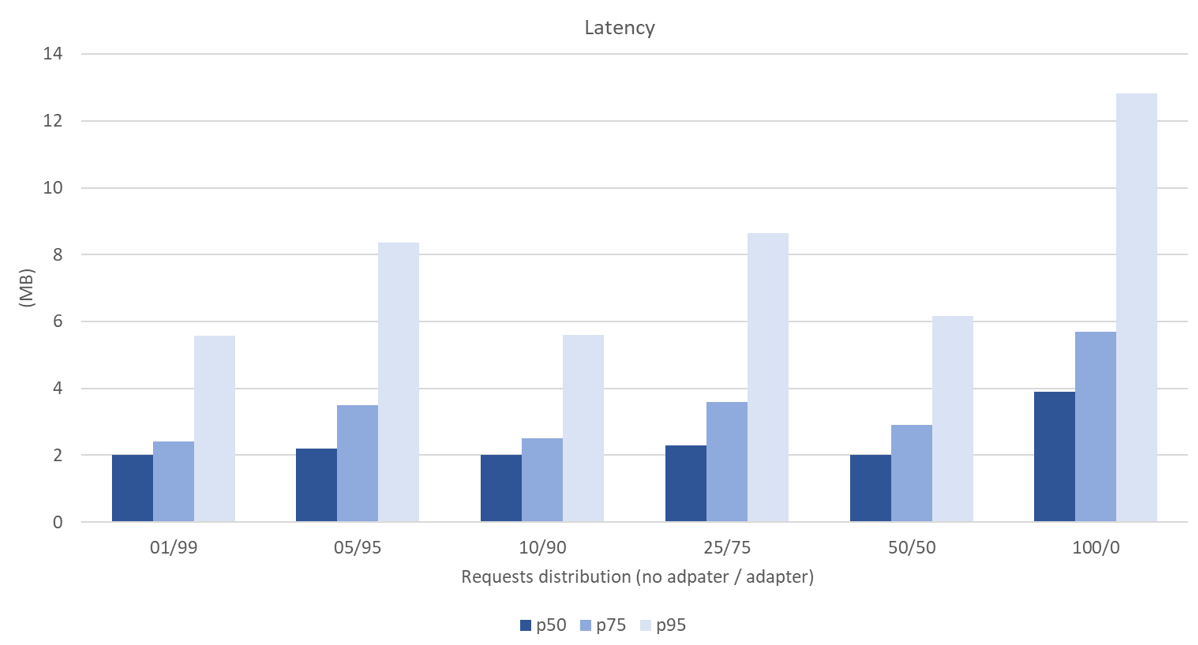 Latency
14
12
10
8
6
4
2
0
(MB)
01/99
05/95
10/90
25/75
50/50
100/0
Requests distribution (no adpater / adapter)
p50
p75
p95